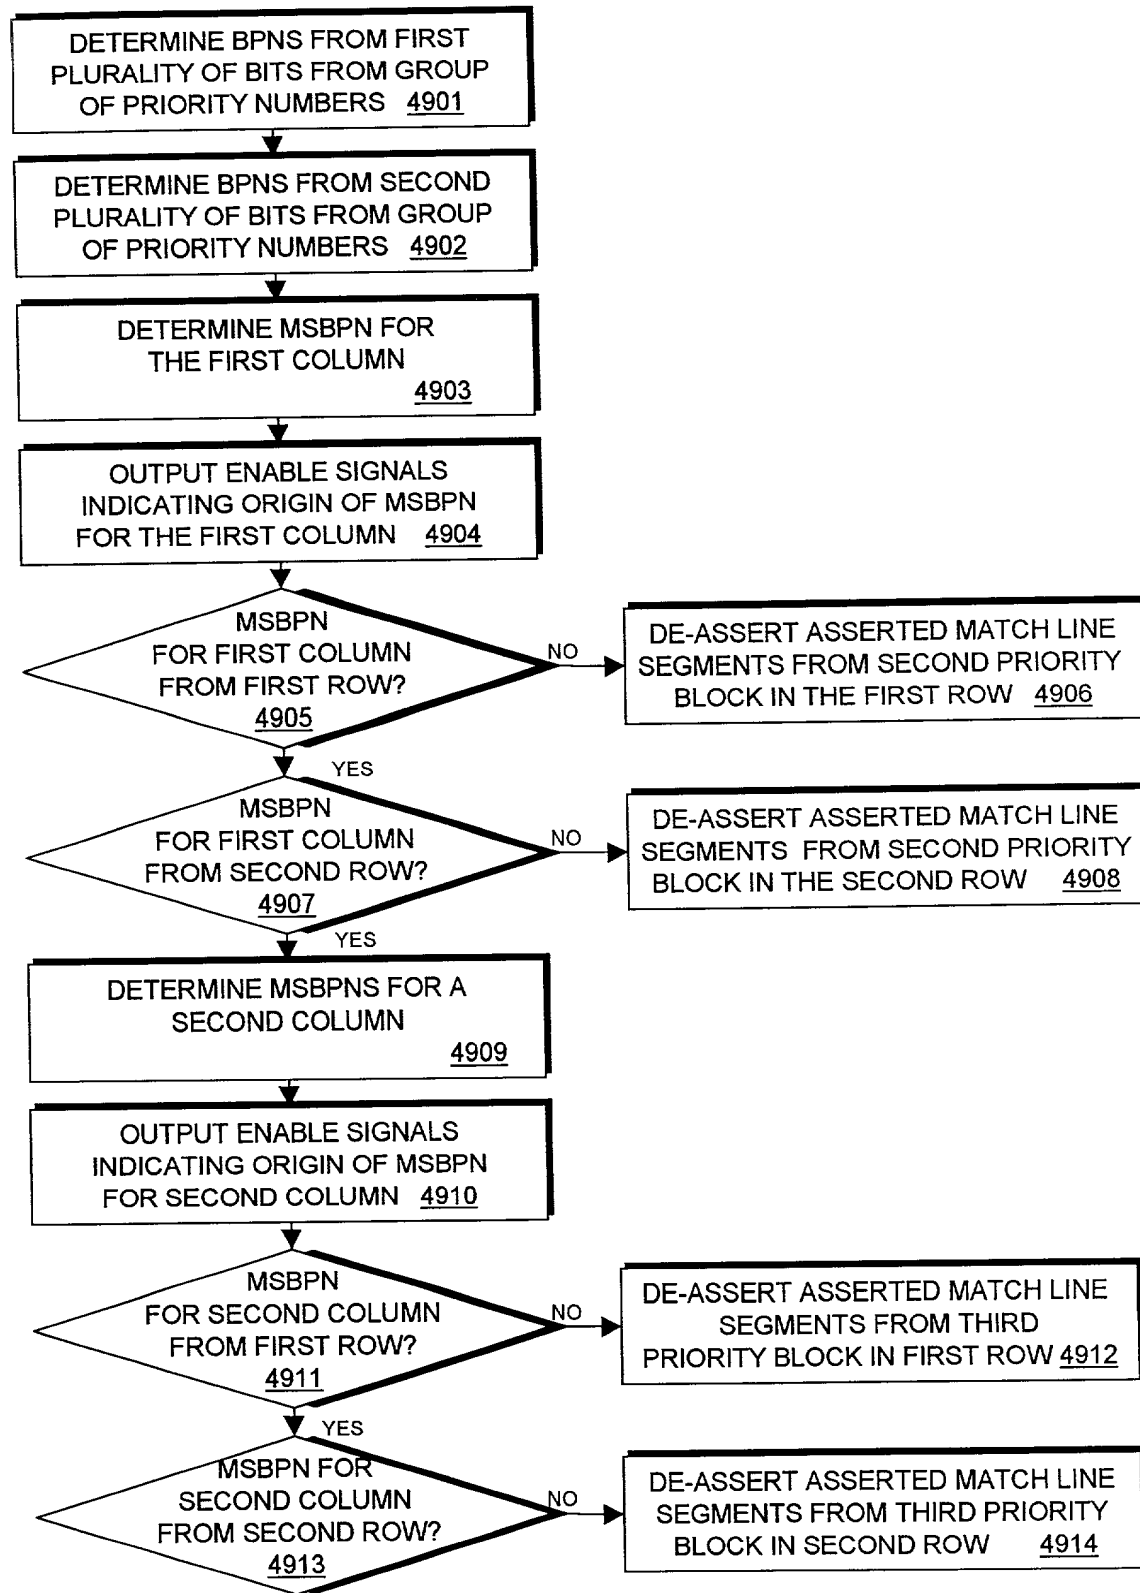 DETERMINE BPNS FROM FIRST
PLURALITY OF BITS FROM GROUP
OF PRIORITY NUMBERS 4901
DETERMINE BPNS FROM SECOND
PLURALITY OF BITS FROM GROUP
OF PRIORITY NUMBERS 4902
DETERMINE MSBPN FOR
THE FIRST COLUMN
4903
OUTPUT ENABLE SIGNALS
INDICATING ORIGIN OF MSBPN
FOR THE FIRST COLUMN 4904
MSBPN
FOR FIRST COLUMN
FROM FIRST ROW?
4905
NO
DE-ASSERT ASSERTED MATCH LINE
SEGMENTS FROM SECOND PRIORITY
BLOCK IN THE FIRST ROW 4906
YES
MSBPN
FOR FIRST COLUMN
FROM SECOND ROW?
4907
NO
DE-ASSERT ASSERTED MATCH LINE
SEGMENTS FROM SECOND PRIORITY
BLOCK IN THE SECOND ROW 4908
YES
DETERMINE MSBPNS FOR A
SECOND COLUMN
4909
OUTPUT ENABLE SIGNALS
INDICATING ORIGIN OF MSBPN
FOR SECOND COLUMN 4910
MSBPN
FOR SECOND COLUMN
FROM FIRST ROW?
4911
NO
DE-ASSERT ASSERTED MATCH LINE
SEGMENTS FROM THIRD
PRIORITY BLOCK IN FIRST ROW 4912
YES
MSBPN FOR
SECOND COLUMN
FROM SECOND ROW?
4913
NO
DE-ASSERT ASSERTED MATCH LINE
SEGMENTS FROM THIRD PRIORITY
BLOCK IN SECOND ROW 4914